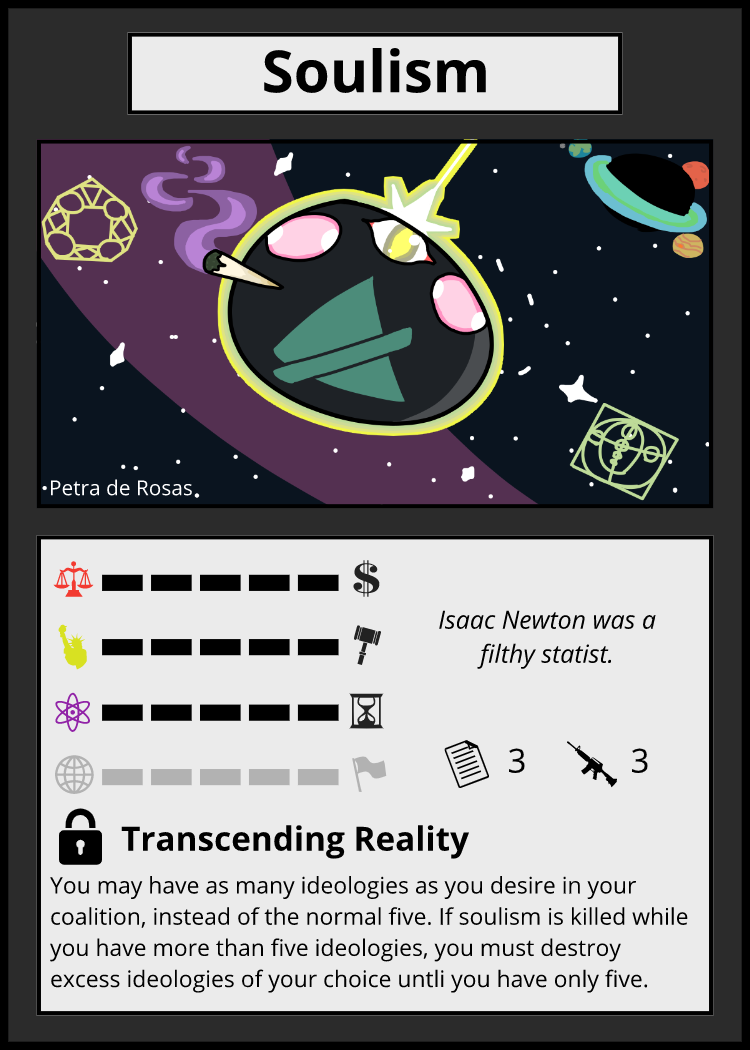 Soulism
Petra de Rosas
Isaac Newton was a
filthy statist.
3
3
Transcending Reality
You may have as many ideologies as you desire in your
coalition, instead of the normal five. If soulism is killed while
you have more than five ideologies, you must destroy
excess ideologies of your choice untli you have only five.